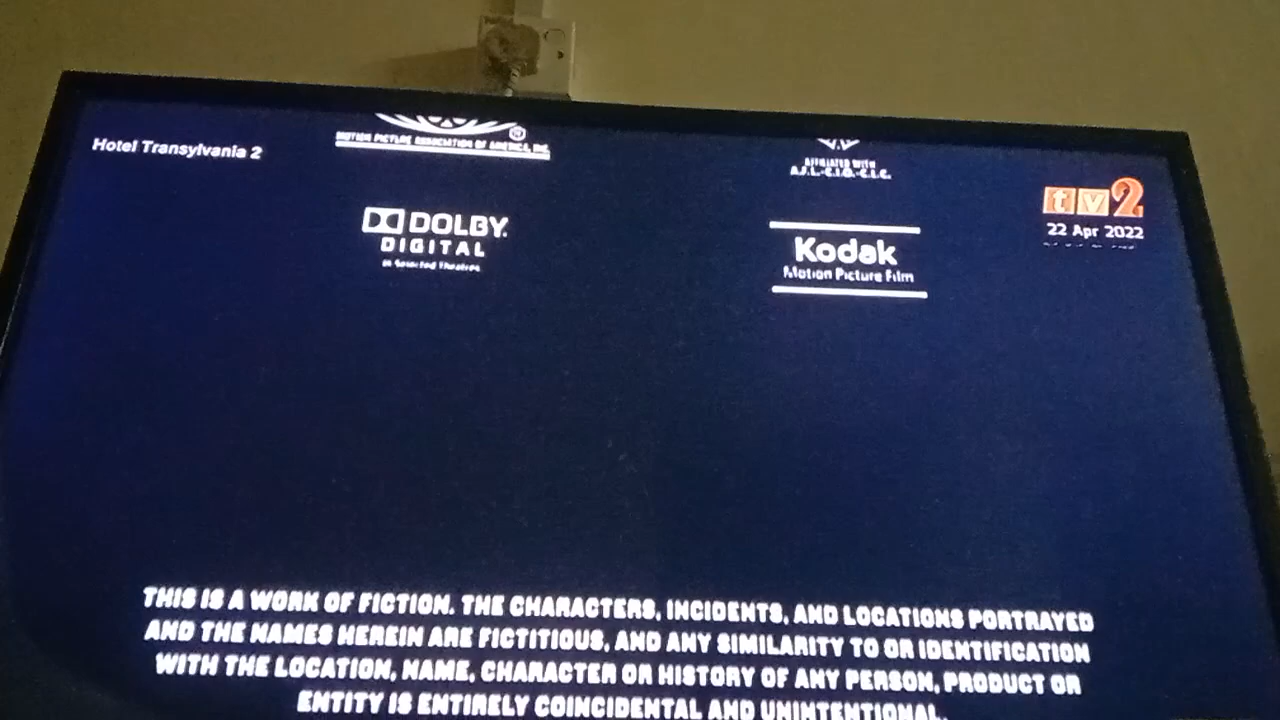 Hotel Transylvania 2
MOTION PICTURE ASSOCIATION OF AMERICA, INC.
AFFILIATED WITH
A.F.L.-C.I.O.-C.L.C.
tv2
22 Apr 2022
DOLBY
DIGITAL
In Selected Theatres
Kodak
Motion Picture Film
THIS IS A WORK OF FICTION. THE CHARACTERS, INCIDENTS, AND LOCATIONS PORTRAYED
AND THE NAMES HEREIN ARE FICTITIOUS, AND ANY SIMILARITY TO OR IDENTIFICATION
WITH THE LOCATION, NAME, CHARACTER OR HISTORY OF ANY PERSON, PRODUCT OR
ENTITY IS ENTIRELY COINCIDENTAL AND UNINTENTIONAL.